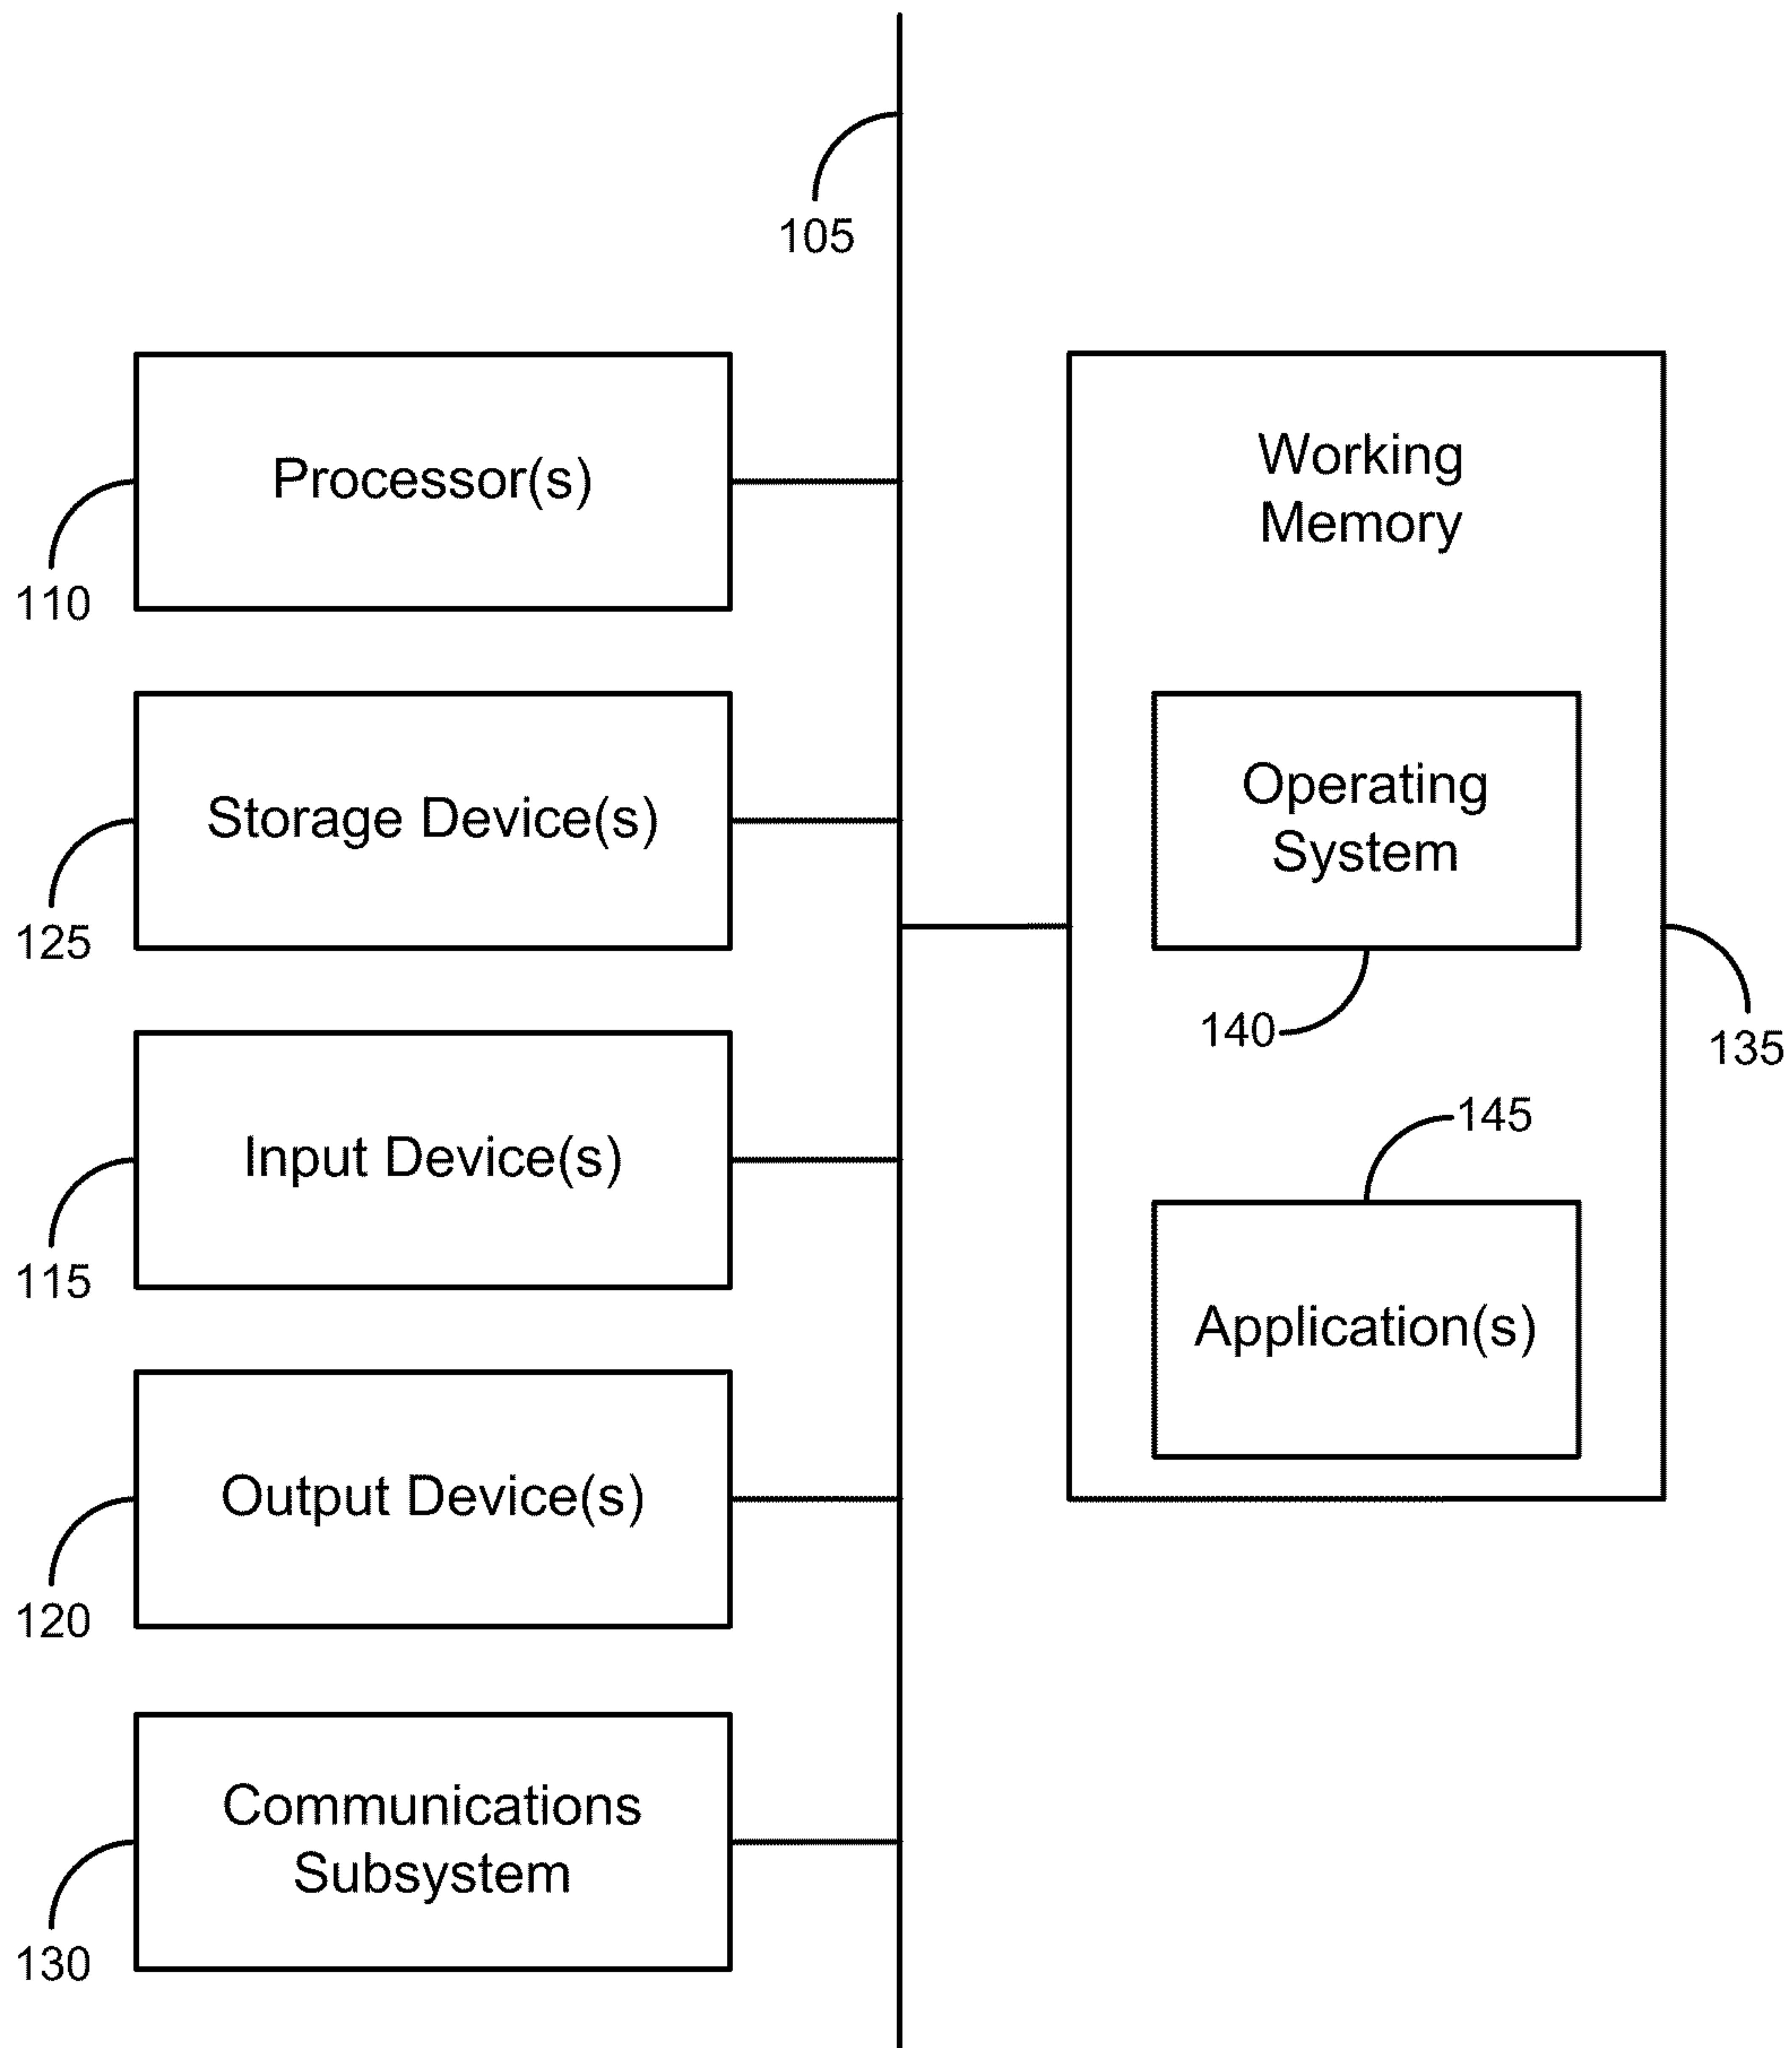 105
Processor(s)
110
Storage Device(s)
125
Input Device(s)
115
Output Device(s)
120
Communications
Subsystem
130
Working
Memory
Operating
System
140
135
145
Application(s)